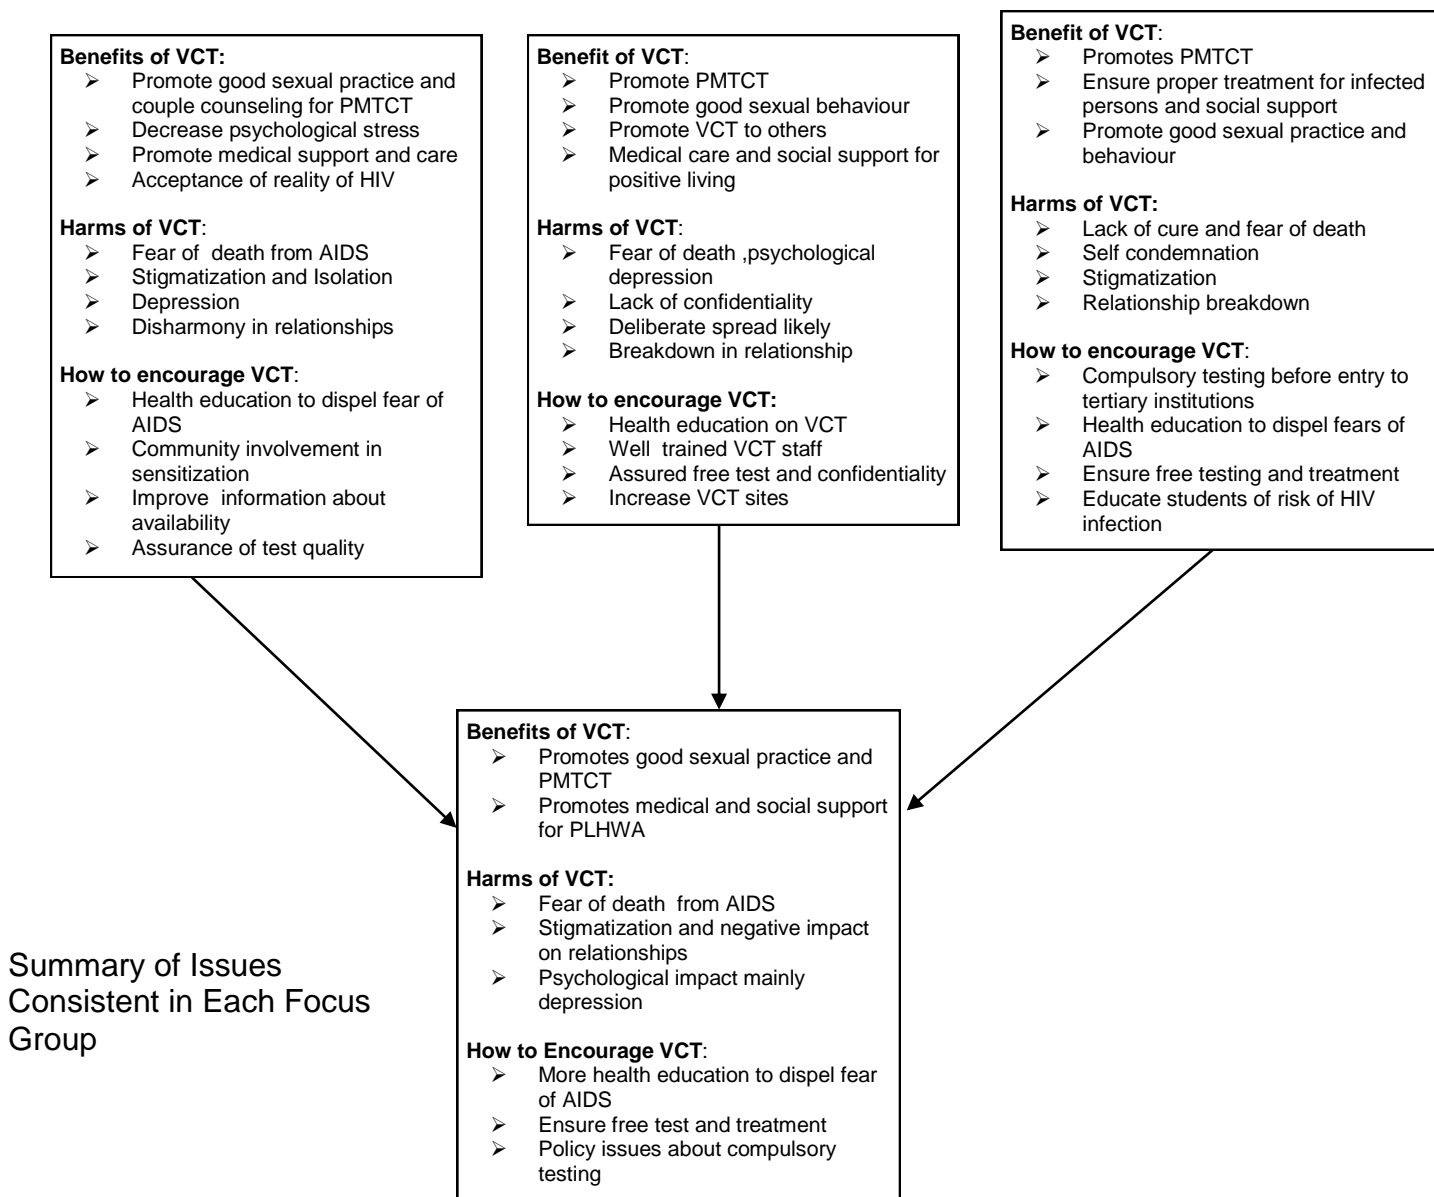 Benefits of VCT:
➢ Promote good sexual practice and
couple counseling for PMTCT
➢ Decrease psychological stress
➢ Promote medical support and care
➢ Acceptance of reality of HIV
Harms of VCT:
➢ Fear of death from AIDS
➢ Stigmatization and Isolation
➢ Depression
➢ Disharmony in relationships
How to encourage VCT:
➢ Health education to dispel fear of
AIDS
➢ Community involvement in
sensitization
➢ Improve information about
availability
➢ Assurance of test quality
Benefit of VCT:
➢ Promote PMTCT
➢ Promote good sexual behaviour
➢ Promote VCT to others
➢ Medical care and social support for
positive living
Harms of VCT:
➢ Fear of death ,psychological
depression
➢ Lack of confidentiality
➢ Deliberate spread likely
➢ Breakdown in relationship
How to encourage VCT:
➢ Health education on VCT
➢ Well trained VCT staff
➢ Assured free test and confidentiality
➢ Increase VCT sites
Benefit of VCT:
➢ Promotes PMTCT
➢ Ensure proper treatment for infected
persons and social support
➢ Promote good sexual practice and
behaviour
Harms of VCT:
➢ Lack of cure and fear of death
➢ Self condemnation
➢ Stigmatization
➢ Relationship breakdown
How to encourage VCT:
➢ Compulsory testing before entry to
tertiary institutions
➢ Health education to dispel fears of
AIDS
➢ Ensure free testing and treatment
➢ Educate students of risk of HIV
infection
Summary of Issues
Consistent in Each Focus
Group
Benefits of VCT:
➢ Promotes good sexual practice and
PMTCT
➢ Promotes medical and social support
for PLHWA
Harms of VCT:
➢ Fear of death from AIDS
➢ Stigmatization and negative impact
on relationships
➢ Psychological impact mainly
depression
How to Encourage VCT:
➢ More health education to dispel fear
of AIDS
➢ Ensure free test and treatment
➢ Policy issues about compulsory
testing